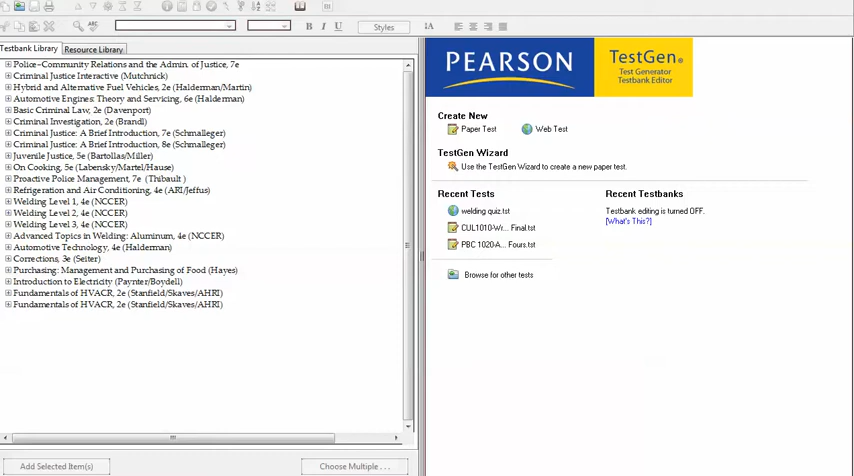 B I U Styles
Testbank Library Resource Library
Police–Community Relations and the Admin. of Justice, 7e
Criminal Justice Interactive (Mutchnick)
Hybrid and Alternative Fuel Vehicles, 2e (Halderman/Martin)
Automotive Engines: Theory and Servicing, 6e (Halderman)
Basic Criminal Law, 2e (Davenport)
Criminal Investigation, 2e (Brandl)
Criminal Justice: A Brief Introduction, 7e (Schmalleger)
Criminal Justice: A Brief Introduction, 8e (Schmalleger)
Juvenile Justice, 5e (Bartollas/Miller)
On Cooking, 5e (Labensky/Martel/Hause)
Proactive Police Management, 7e (Thibault )
Refrigeration and Air Conditioning, 4e (ARI/Jeffus)
Welding Level 1, 4e (NCCER)
Welding Level 2, 4e (NCCER)
Welding Level 3, 4e (NCCER)
Advanced Topics in Welding: Aluminum, 4e (NCCER)
Automotive Technology, 4e (Halderman)
Corrections, 3e (Seiter)
Purchasing: Management and Purchasing of Food (Hayes)
Introduction to Electricity (Paynter/Boydell)
Fundamentals of HVACR, 2e (Stanfield/Skaves/AHRI)
Fundamentals of HVACR, 2e (Stanfield/Skaves/AHRI)
Add Selected Item(s) Choose Multiple . . .
PEARSON
TestGen®
Test Generator
Testbank Editor
Create New
Paper Test Web Test
TestGen Wizard
Use the TestGen Wizard to create a new paper test.
Recent Tests
welding quiz.tst
CUL1010-Wr... Final.tst
PBC 1020-A... Fours.tst
Browse for other tests
Recent Testbanks
Testbank editing is turned OFF.
[What's This?]